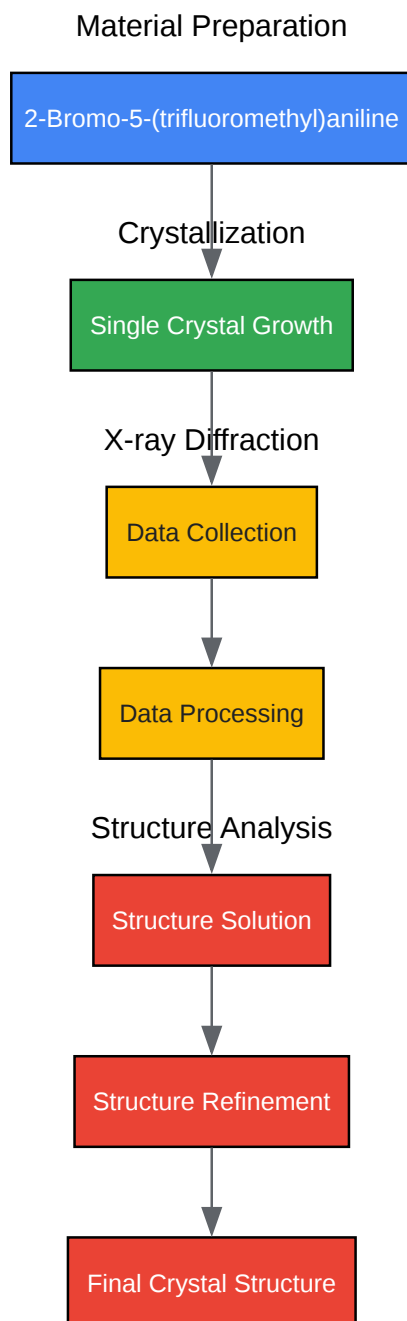 Material Preparation
2-Bromo-5-(trifluoromethyl)aniline
Crystallization
Single Crystal Growth
X-ray Diffraction
Data Collection
Data Processing
Structure Analysis
Structure Solution
Structure Refinement
Final Crystal Structure